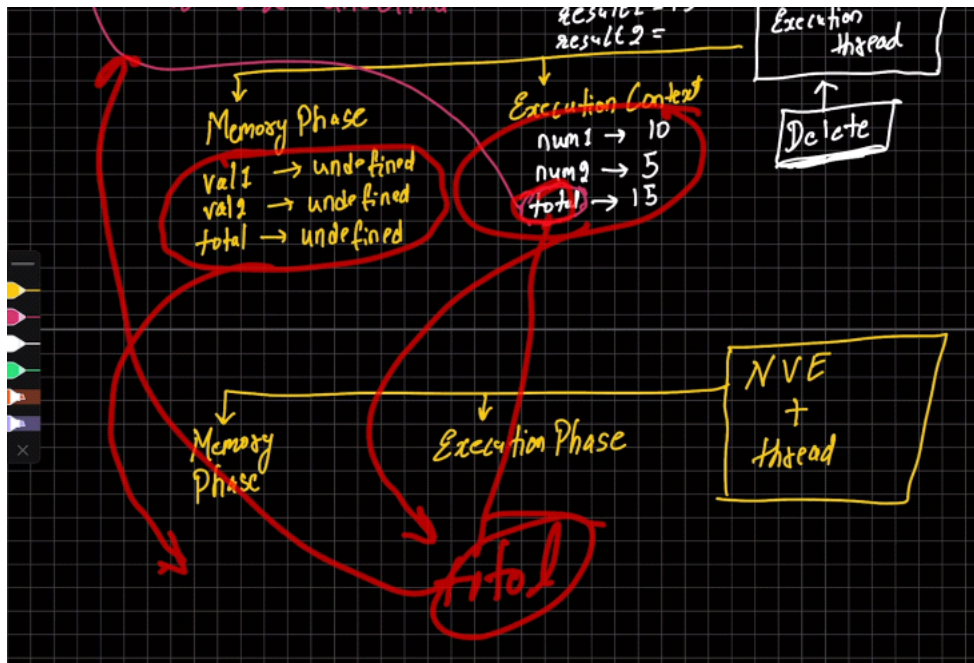 result2 =
Execution
thread
Memory Phase
Execution Context
val1 → undefined
val2 → undefined
total → undefined
num1 → 10
num2 → 5
total → 15
Delete
Memory
Phase
Execution Phase
NVE
+
thread
total